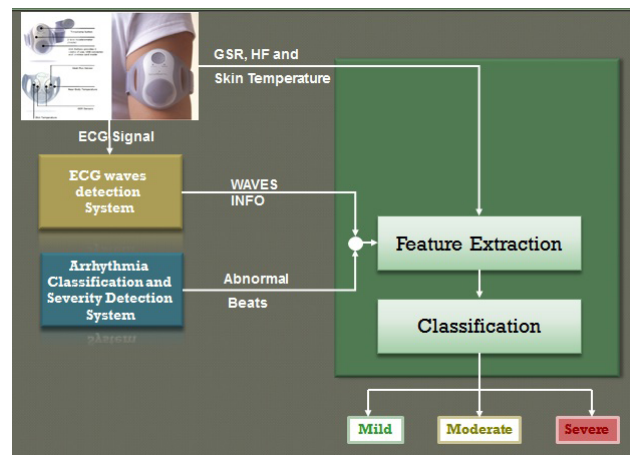 GSR, HF and
Skin Temperature
ECG Signal
ECG waves
detection
System
WAVES
INFO
Feature Extraction
Arrhythmia
Classification and
Severity Detection
System
Abnormal
Beats
Classification
Mild
Moderate
Severe